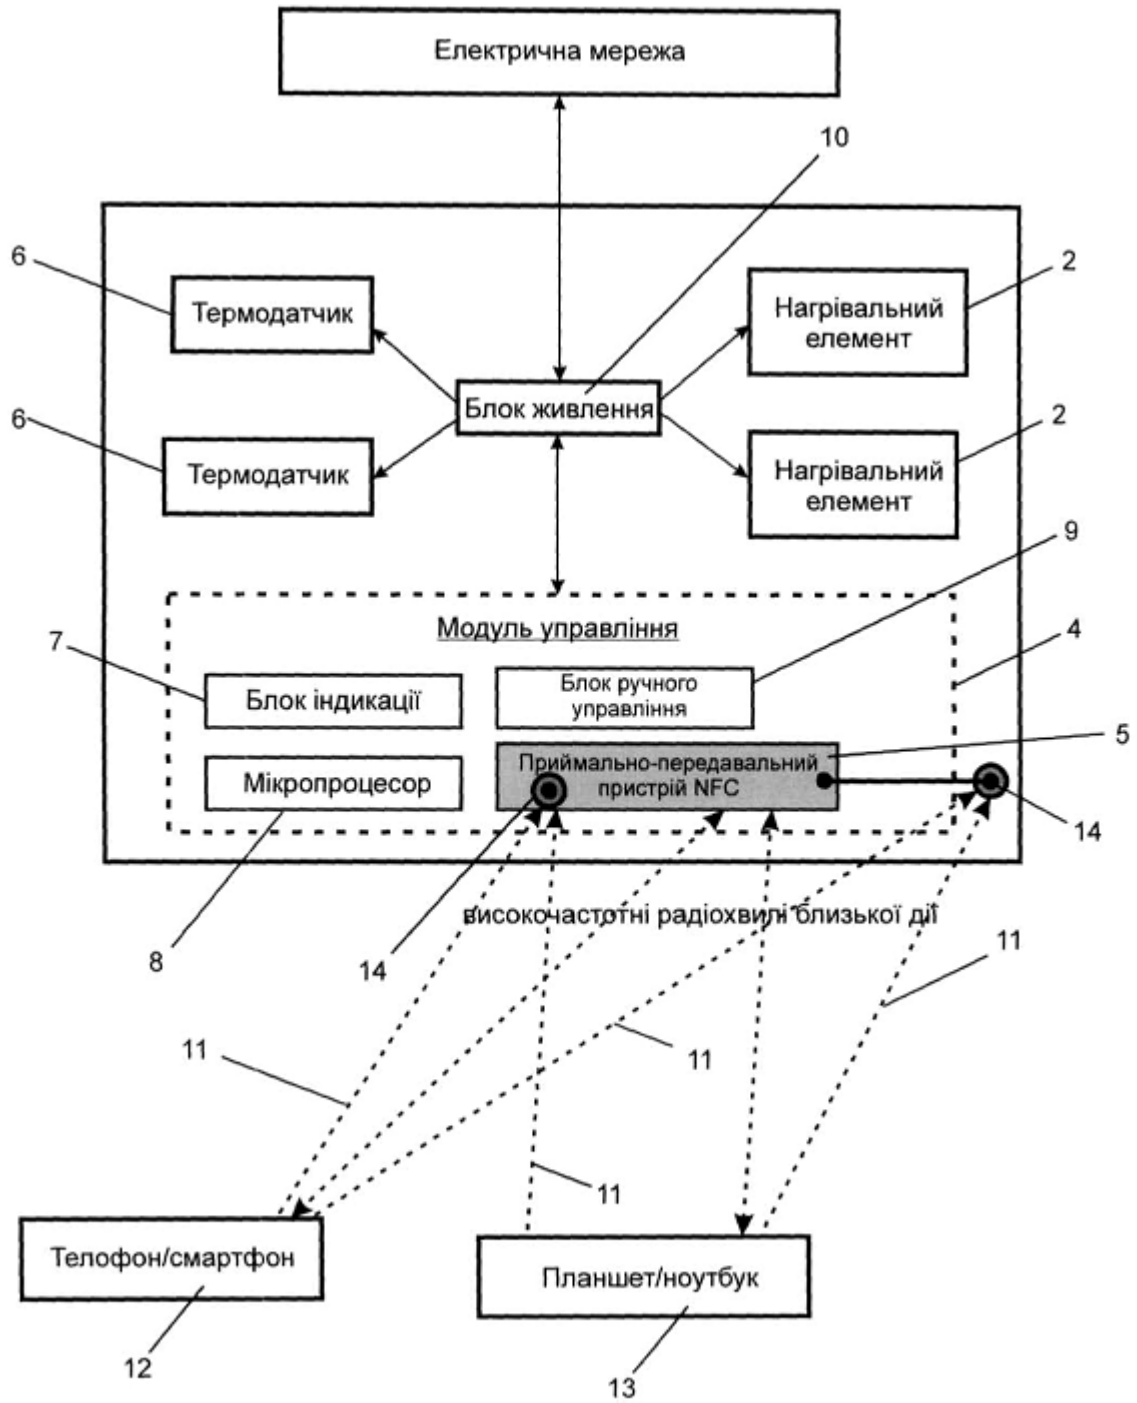 Електрична мережа
10
6
Термодатчик
2
Нагрівальний
елемент
Блок живлення
6
Термодатчик
2
Нагрівальний
елемент
9
Модуль управління
7
4
Блок індикації
Блок ручного
управління
5
Мікропроцесор
Приймально-передавальний
пристрій NFC
14
високочастотні радіохвилі близької дії
8
14
11
11
11
11
Телофон/смартфон
Планшет/ноутбук
12
13